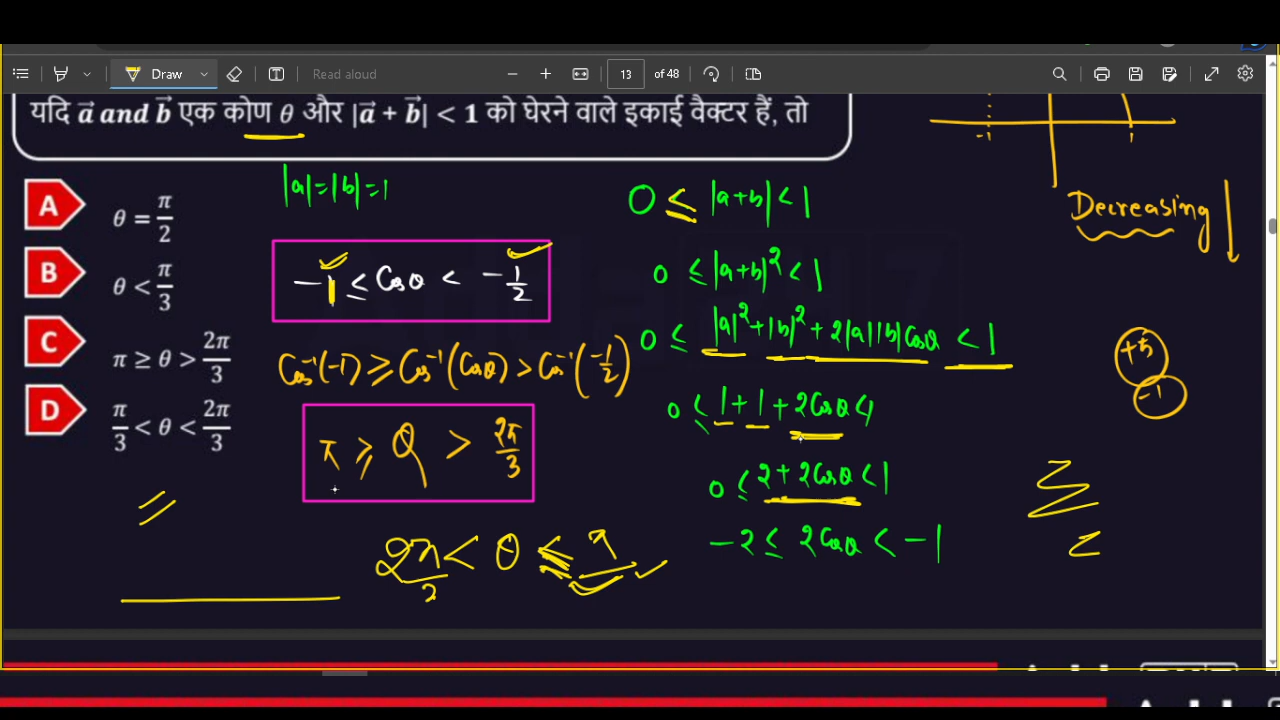 Draw
Read aloud
13 of 48
यदि a⃗ and b⃗ एक कोण θ और |a⃗ + b⃗| < 1 को घेरने वाले इकाई वैक्टर हैं, तो
-1 1
Decreasing
A θ = π/2
B θ < π/3
C π ≥ θ > 2π/3
D π/3 < θ < 2π/3
|a|=|b|=1
-1 ≤ Cosθ < -1/2
Cos⁻¹(-1) ≥ Cos⁻¹(Cosθ) > Cos⁻¹(-1/2)
π ≥ θ > 2π/3
0 ≤ |a+b| < 1
0 ≤ |a+b|² < 1
0 ≤ |a|²+|b|²+2|a||b|Cosθ < 1
0 ≤ 1+1+2Cosθ <
0 ≤ 2+2Cosθ < 1
-2 ≤ 2Cosθ < -1
+5
-1